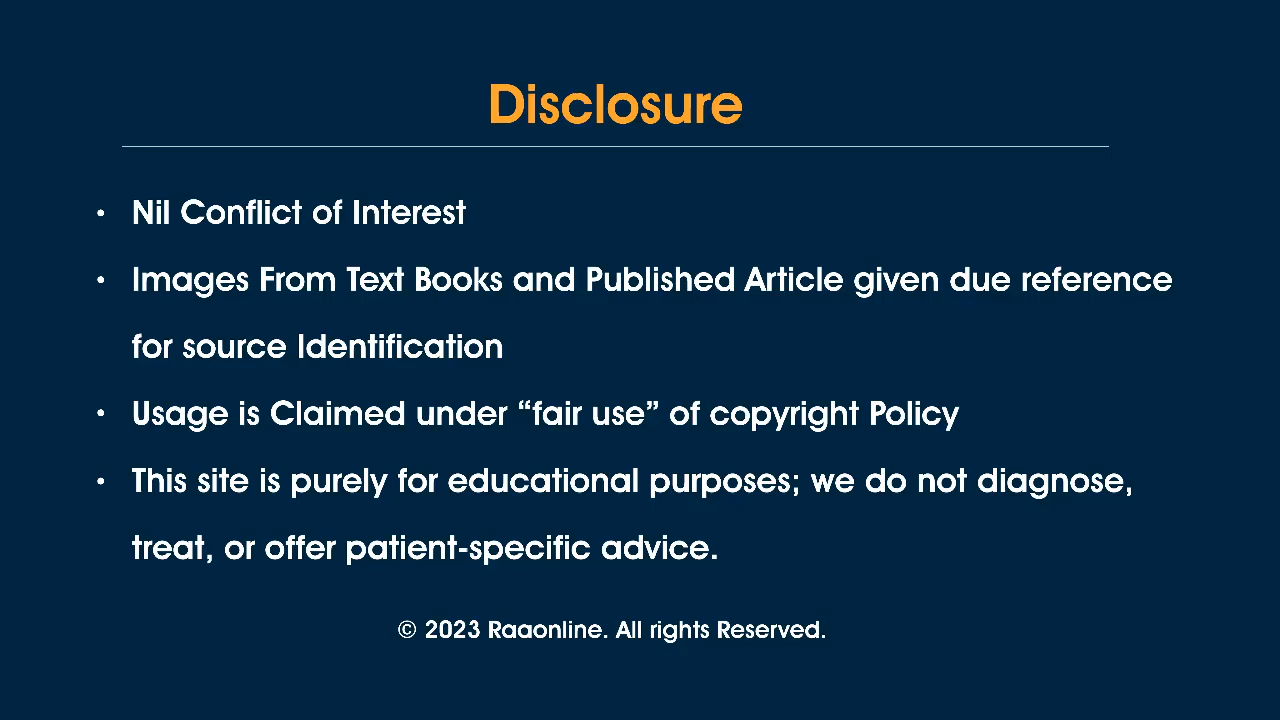 Disclosure
• Nil Conflict of Interest
• Images From Text Books and Published Article given due reference
for source Identification
• Usage is Claimed under “fair use” of copyright Policy
• This site is purely for educational purposes; we do not diagnose,
treat, or offer patient-specific advice.
© 2023 Raaonline. All rights Reserved.